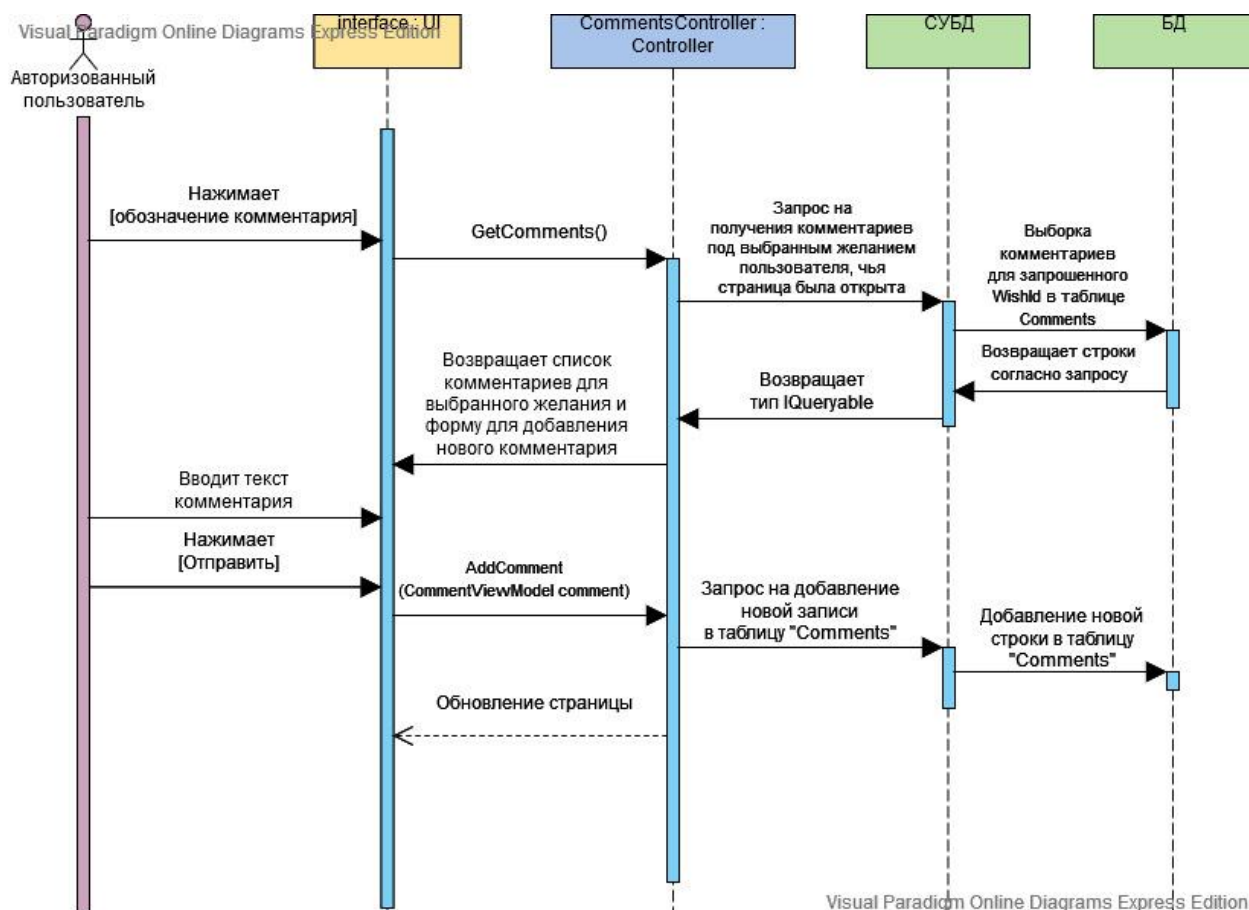 Visual Paradigm Online Diagrams Express Edition
interface : UI
CommentsController :
Controller
СУБД
БД
Авторизованный
пользователь
Нажимает
[обозначение комментария]
GetComments()
Запрос на
получения комментариев
под выбранным желанием
пользователя, чья
страница была открыта
Выборка
комментариев
для запрошенного
WishId в таблице
Comments
Возвращает строки
согласно запросу
Возвращает
тип IQueryable
Возвращает список
комментариев для
выбранного желания и
форму для добавления
нового комментария
Вводит текст
комментария
Нажимает
[Отправить]
AddComment
(CommentViewModel comment)
Запрос на добавление
новой записи
в таблицу "Comments"
Добавление новой
строки в таблицу
"Comments"
Обновление страницы
Visual Paradigm Online Diagrams Express Edition